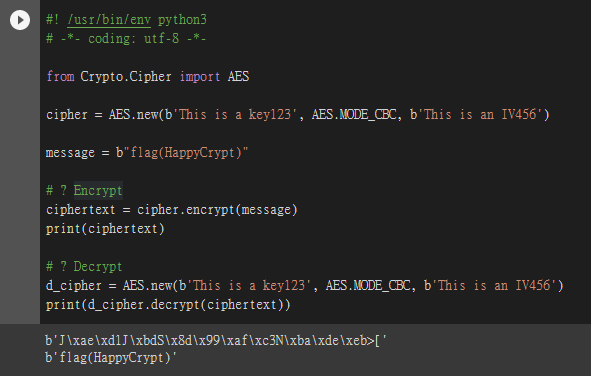 #! /usr/bin/env python3
# -*- coding: utf-8 -*-
from Crypto.Cipher import AES
cipher = AES.new(b'This is a key123', AES.MODE_CBC, b'This is an IV456')
message = b"flag(HappyCrypt)"
# ? Encrypt
ciphertext = cipher.encrypt(message)
print(ciphertext)
# ? Decrypt
d_cipher = AES.new(b'This is a key123', AES.MODE_CBC, b'This is an IV456')
print(d_cipher.decrypt(ciphertext))
b'J\xae\xd1J\xbdS\x8d\x99\xaf\xc3N\xba\xde\xeb>['
b'flag(HappyCrypt)'